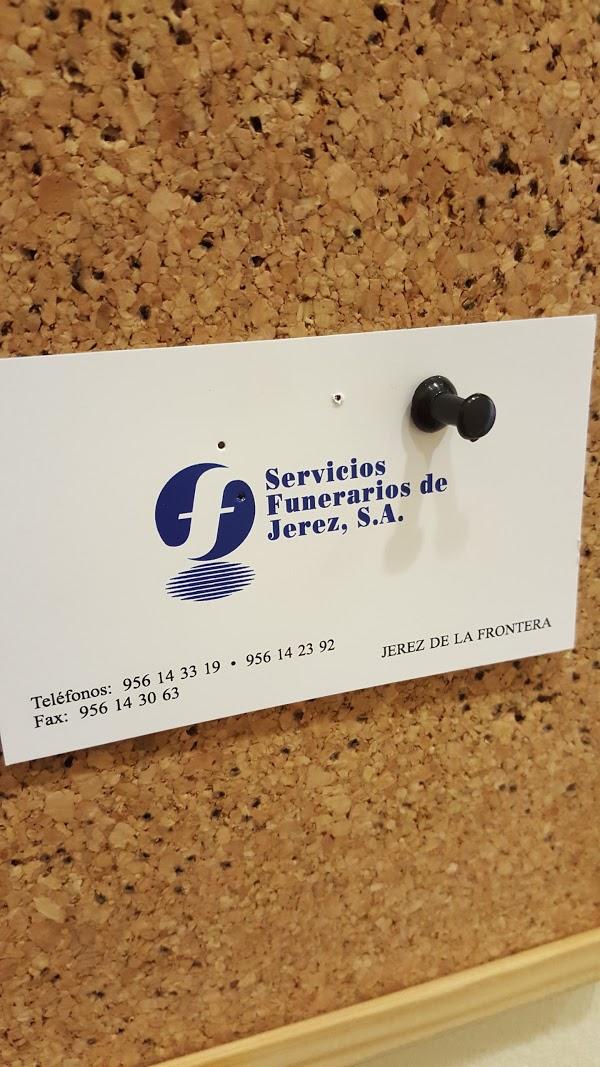 f
Servicios
Funerarios de
Jerez, S.A.
Teléfonos: 956 14 33 19 • 956 14 23 92
Fax: 956 14 30 63
JEREZ DE LA FRONTERA